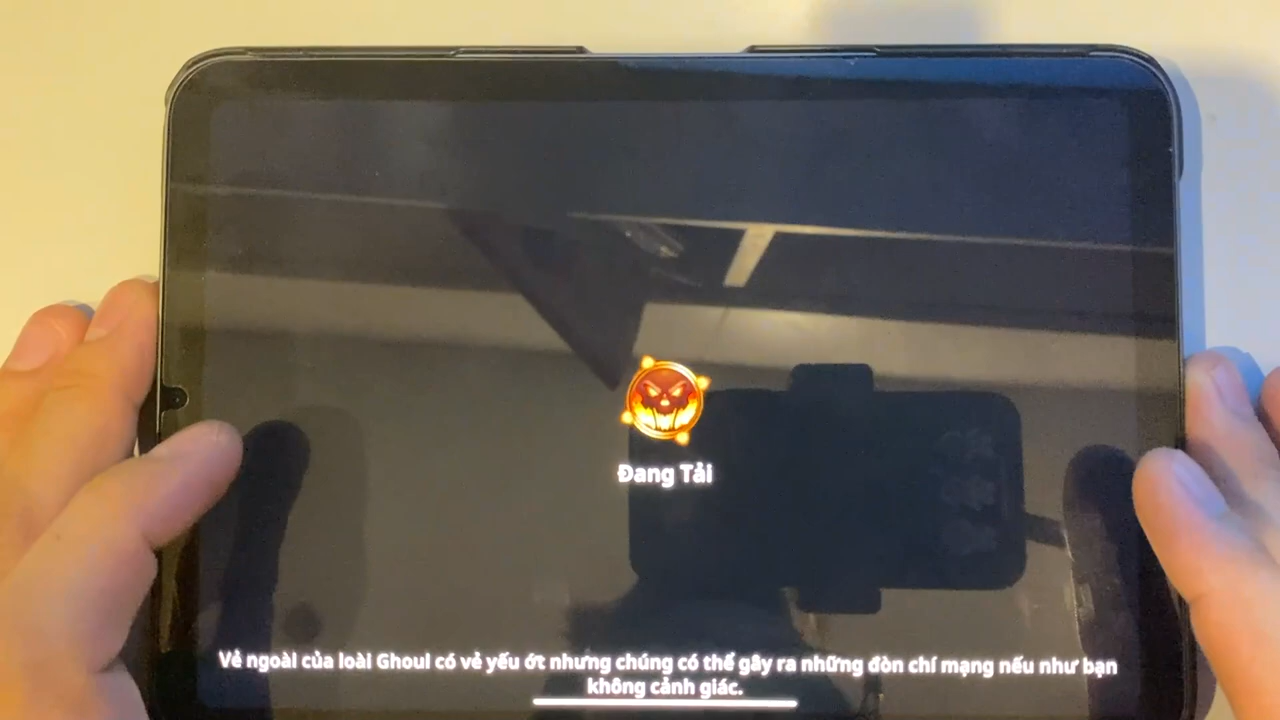 Đang Tải
Vẻ ngoài của loài Ghoul có vẻ yếu ớt nhưng chúng có thể gây ra những đòn chí mạng nếu như bạn
không cảnh giác.